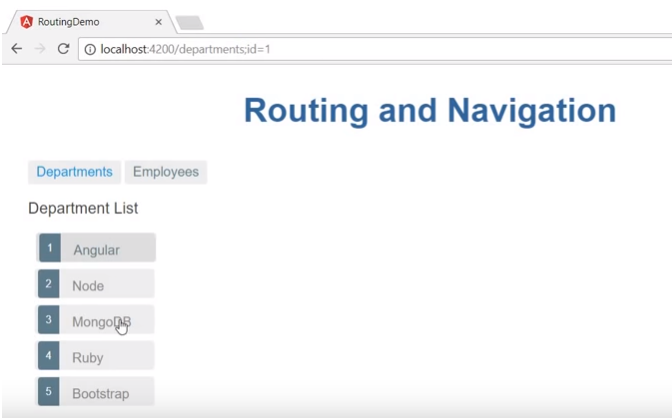 RoutingDemo
localhost:4200/departments;id=1
Routing and Navigation
Departments Employees
Department List
1 Angular
2 Node
3 MongoDB
4 Ruby
5 Bootstrap